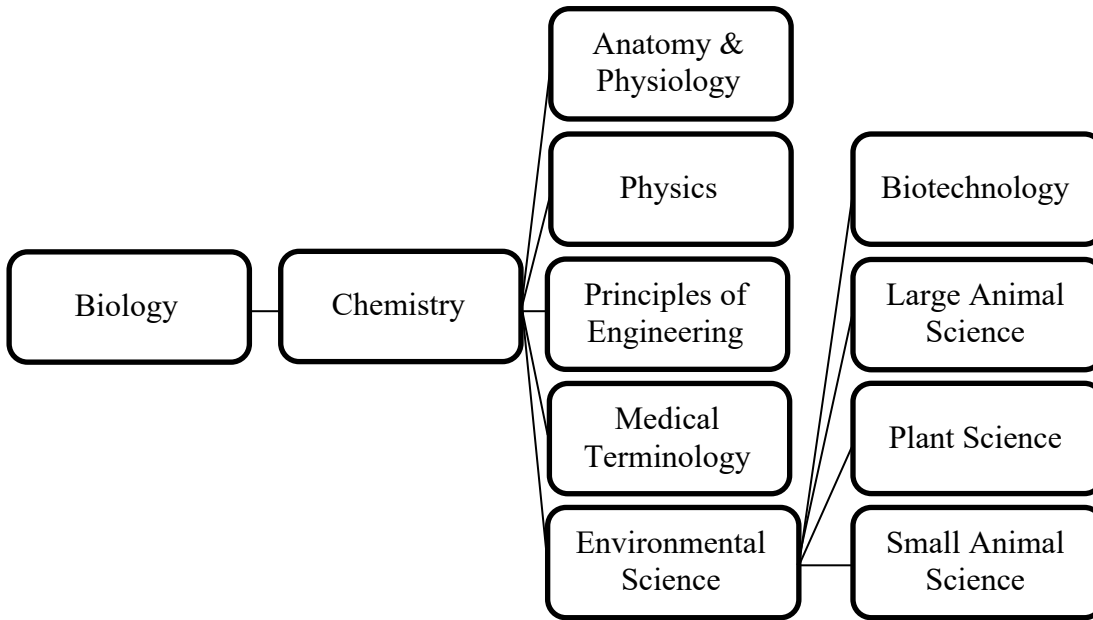 Biology
Chemistry
Anatomy &
Physiology
Physics
Principles of
Engineering
Medical
Terminology
Environmental
Science
Biotechnology
Large Animal
Science
Plant Science
Small Animal
Science